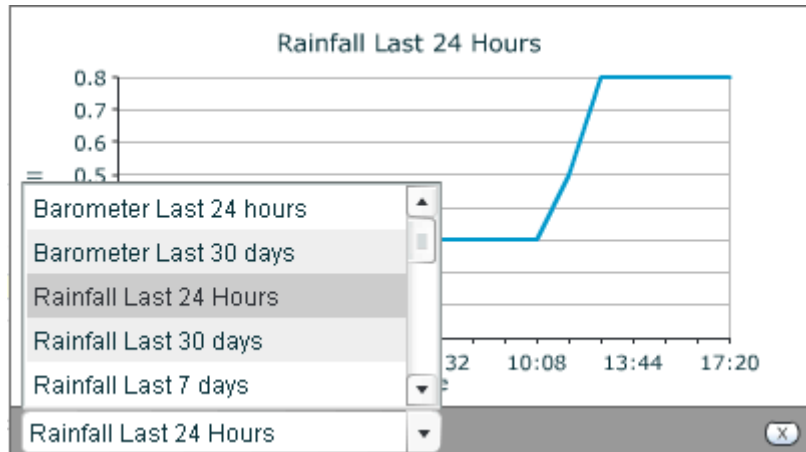 Rainfall Last 24 Hours
0.8
0.7
0.6
0.5
Barometer Last 24 hours
Barometer Last 30 days
Rainfall Last 24 Hours
Rainfall Last 30 days
Rainfall Last 7 days
32 10:08 13:44 17:20
Rainfall Last 24 Hours
X